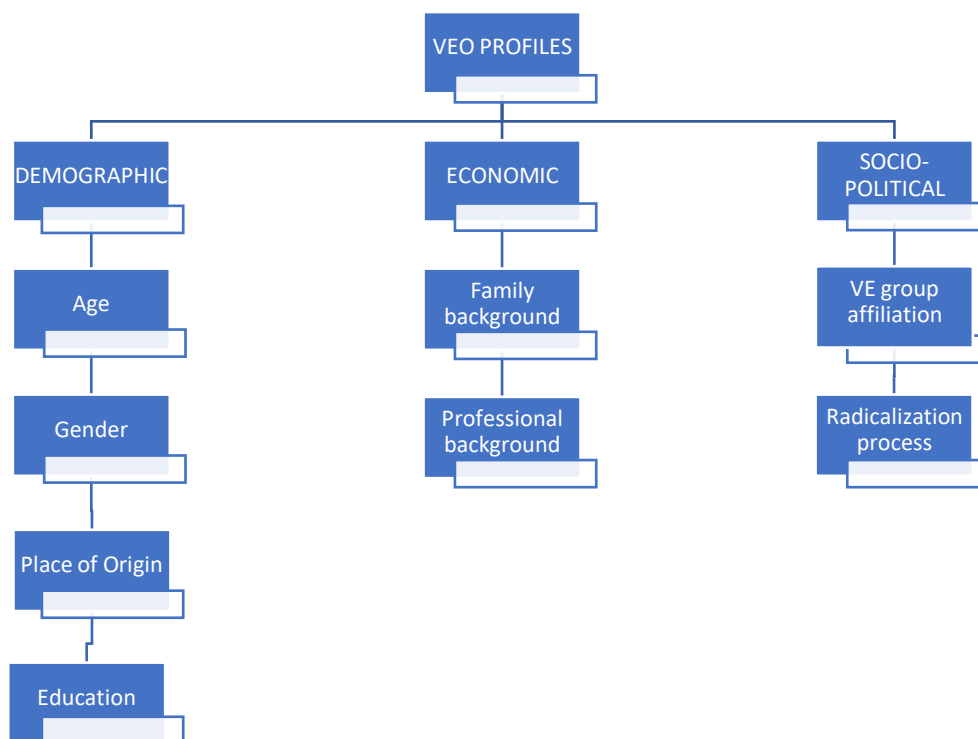 VEO PROFILES
DEMOGRAPHIC
ECONOMIC
SOCIO-
POLITICAL
Age
Family
background
VE group
affiliation
Gender
Professional
background
Radicalization
process
Place of Origin
Education